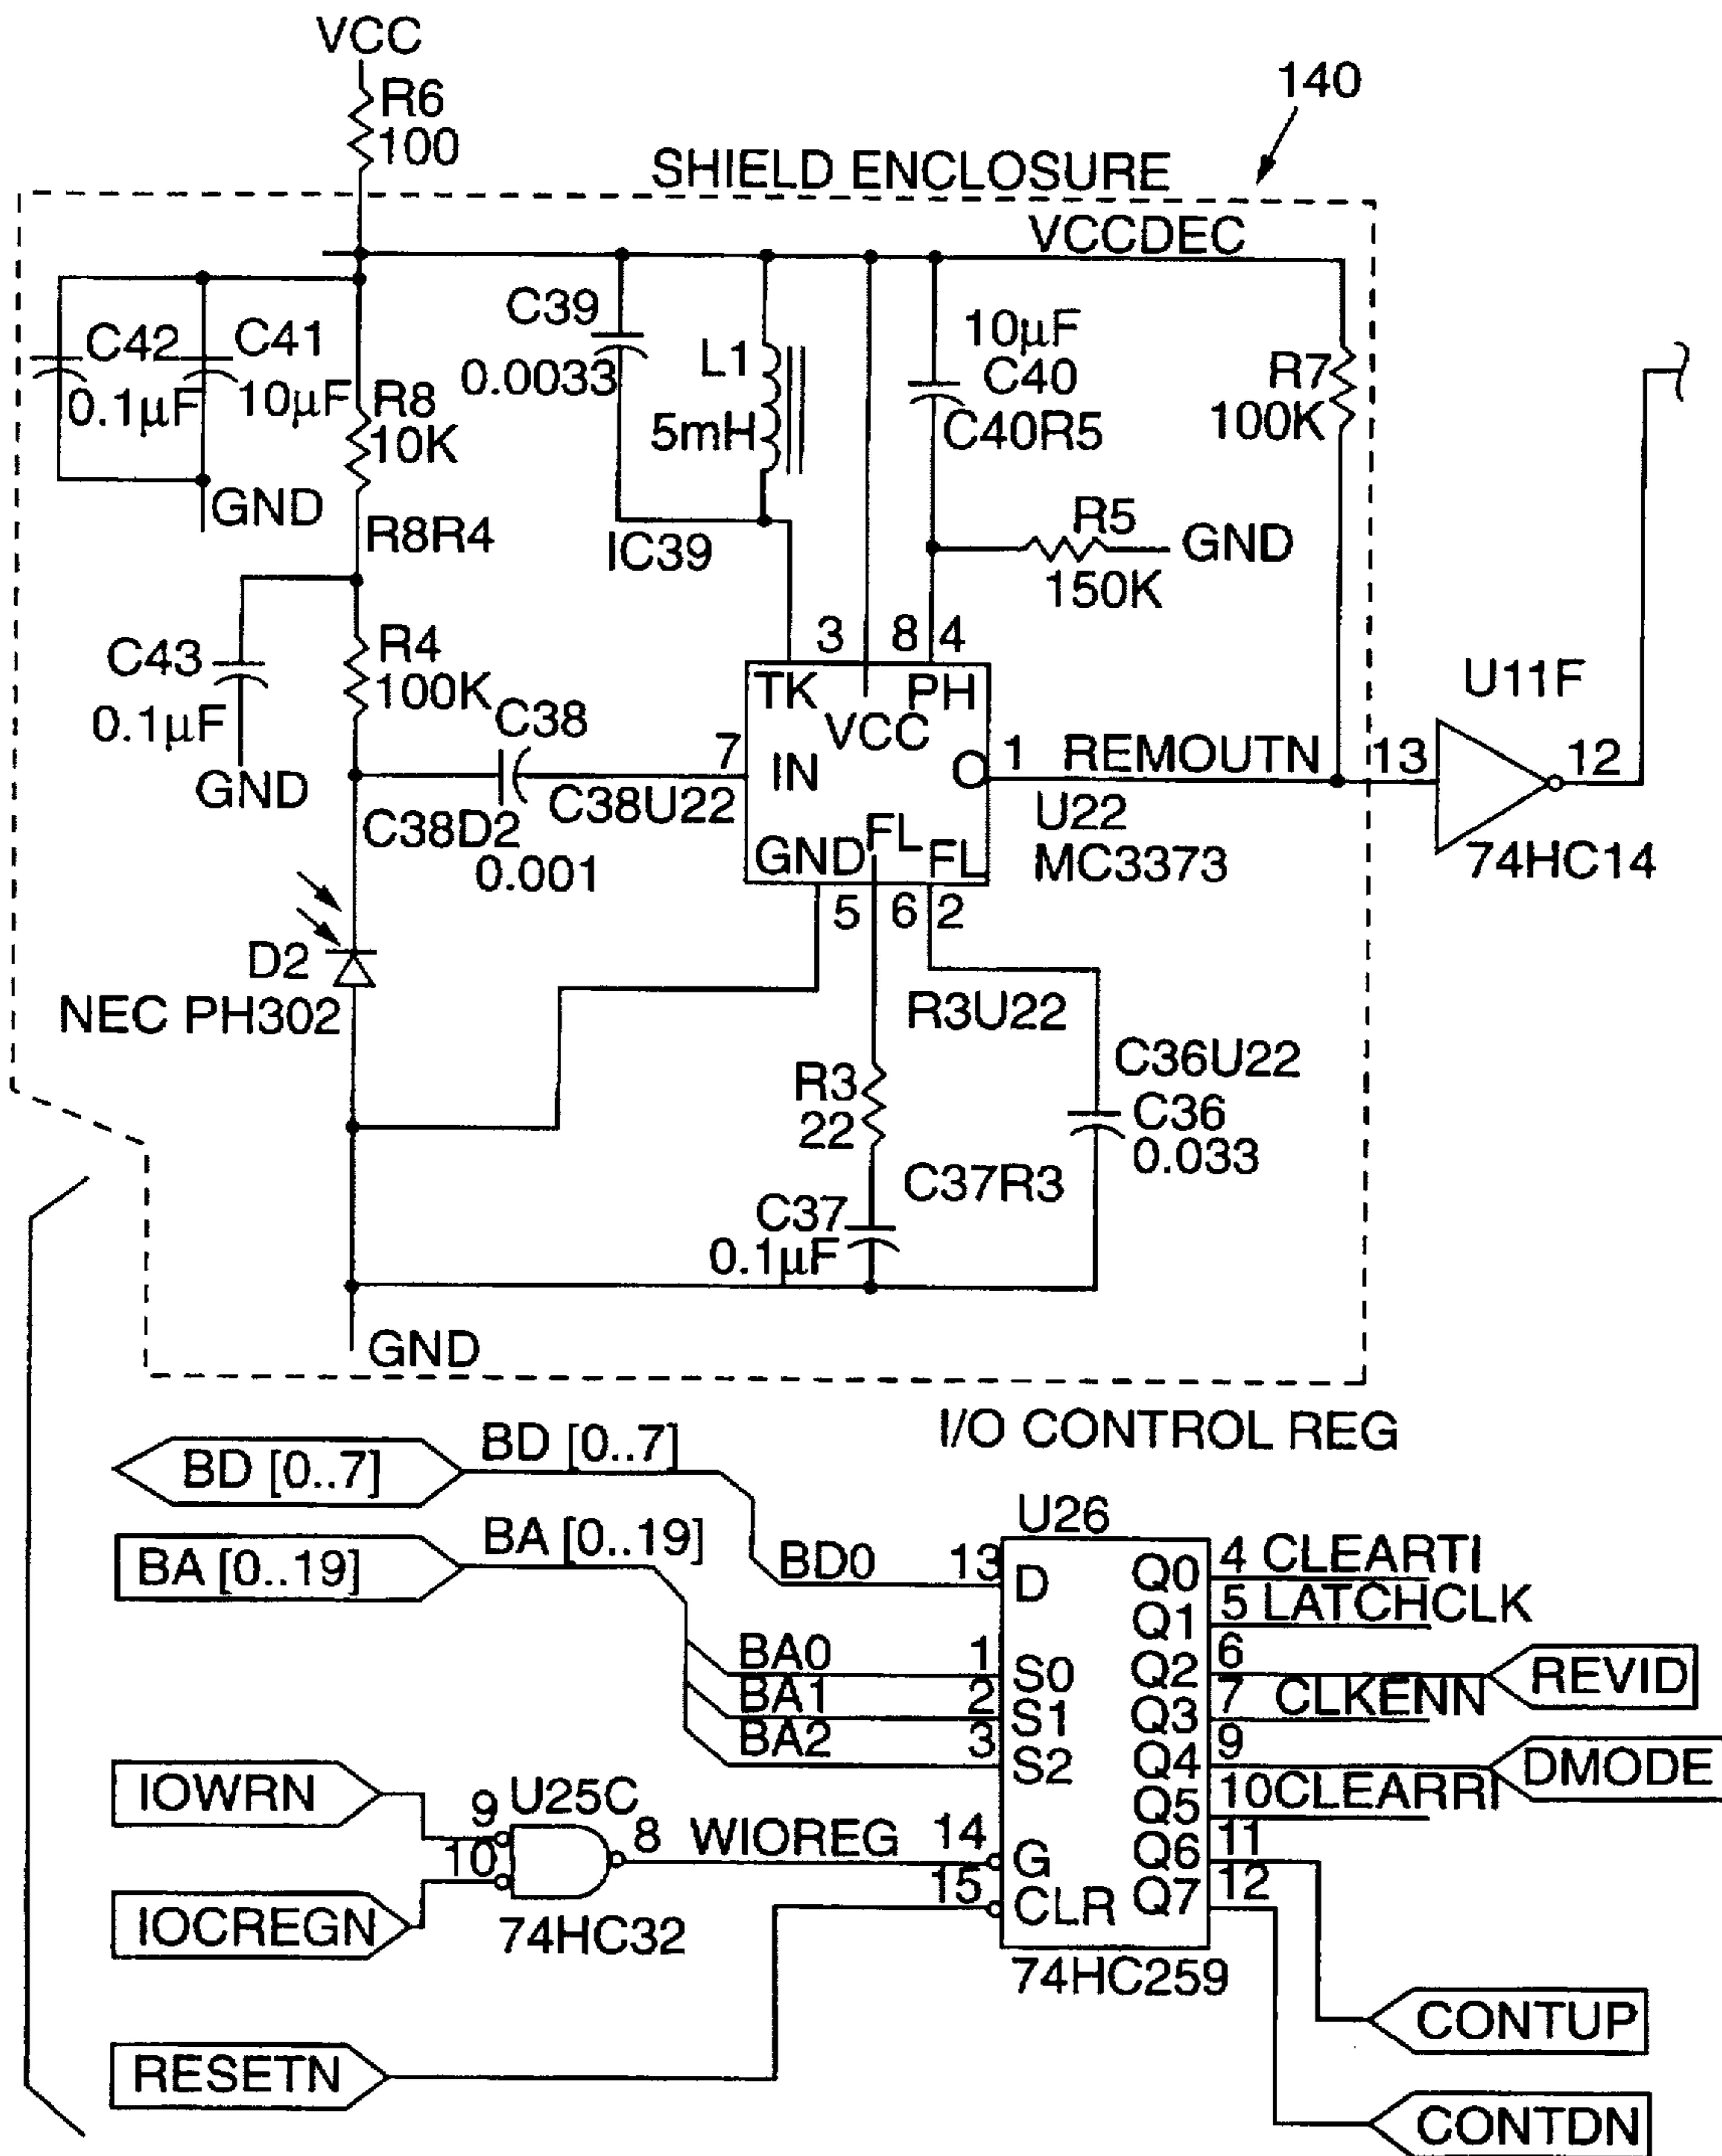 VCC
R6
100
140
SHIELD ENCLOSURE
VCCDEC
C42
0.1µF
C41
10µF
R8
10K
C39
0.0033
L1
5mH
10µF
C40
C40R5
R7
100K
GND
R8R4
IC39
R5
150K
GND
C43
0.1µF
GND
R4
100K
3
8
4
TK
VCC
PH
U11F
C38
7
IN
O
1
REMOUTN
13
12
C38D2
C38U22
0.001
GND
FL
FL
U22
MC3373
74HC14
5
6
2
D2
NEC PH302
R3U22
C36U22
R3
22
C36
0.033
C37R3
C37
0.1µF
GND
I/O CONTROL REG
BD [0..7]
BD [0..7]
U26
BA [0..19]
BA [0..19]
BD0
13
D
Q0
4
CLEARTI
Q1
5
LATCHCLK
BA0
1
S0
Q2
6
REVID
BA1
2
S1
Q3
7
CLKENN
BA2
3
S2
Q4
9
DMODE
IOWRN
9
U25C
Q5
10
CLEARRI
10
8
WIOREG
14
G
Q6
11
IOCREGN
15
CLR
Q7
12
74HC32
74HC259
CONTUP
RESETN
CONTDN